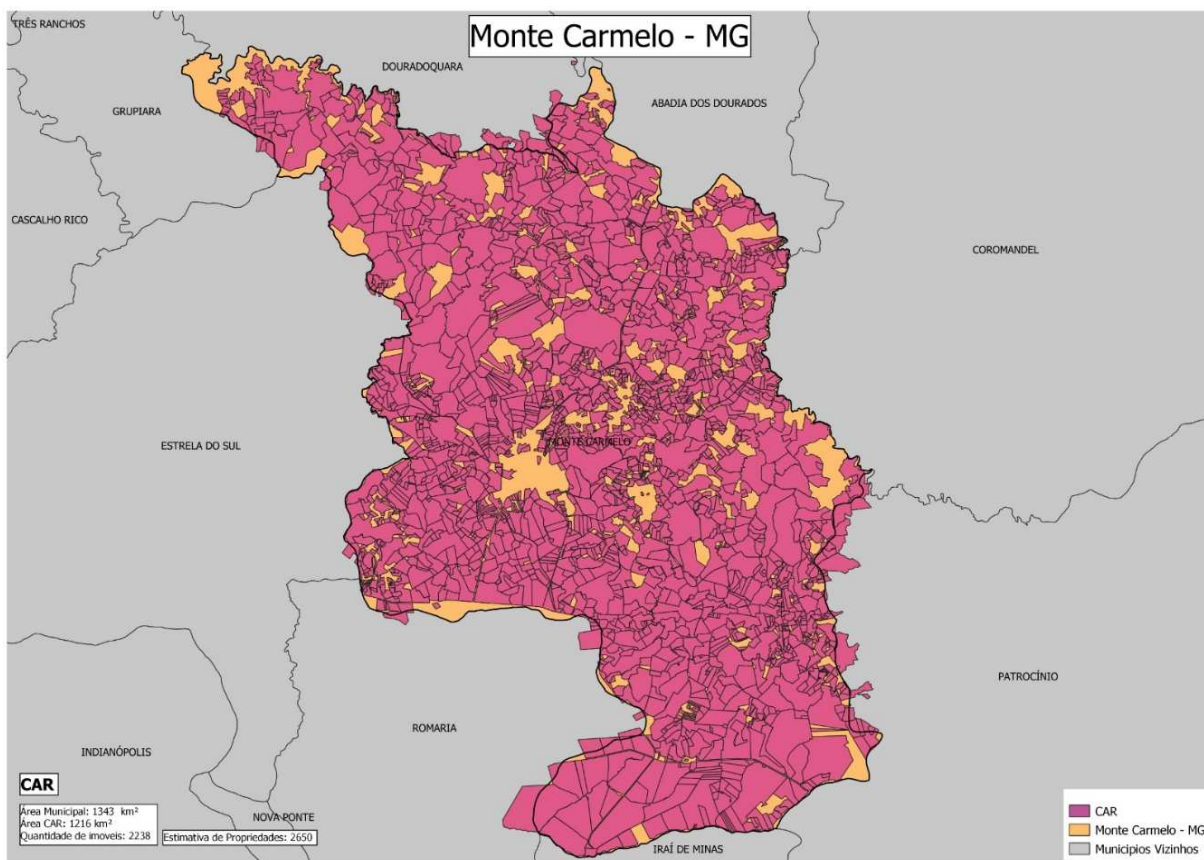 TRÊS RANCHOS
Monte Carmelo - MG
DOURADOQUARA
ABADIA DOS DOURADOS
GRUPIARA
CASCALHO RICO
COROMANDEL
MONTE CARMELO
ESTRELA DO SUL
PATROCÍNIO
ROMARIA
INDIANÓPOLIS
CAR
Área Municipal: 1343 km²
Área CAR: 1216 km²
Quantidade de imoveis: 2238
NOVA PONTE
Estimativa de Propriedades: 2650
IRAÍ DE MINAS
CAR
Monte Carmelo - MG
Municipios Vizinhos